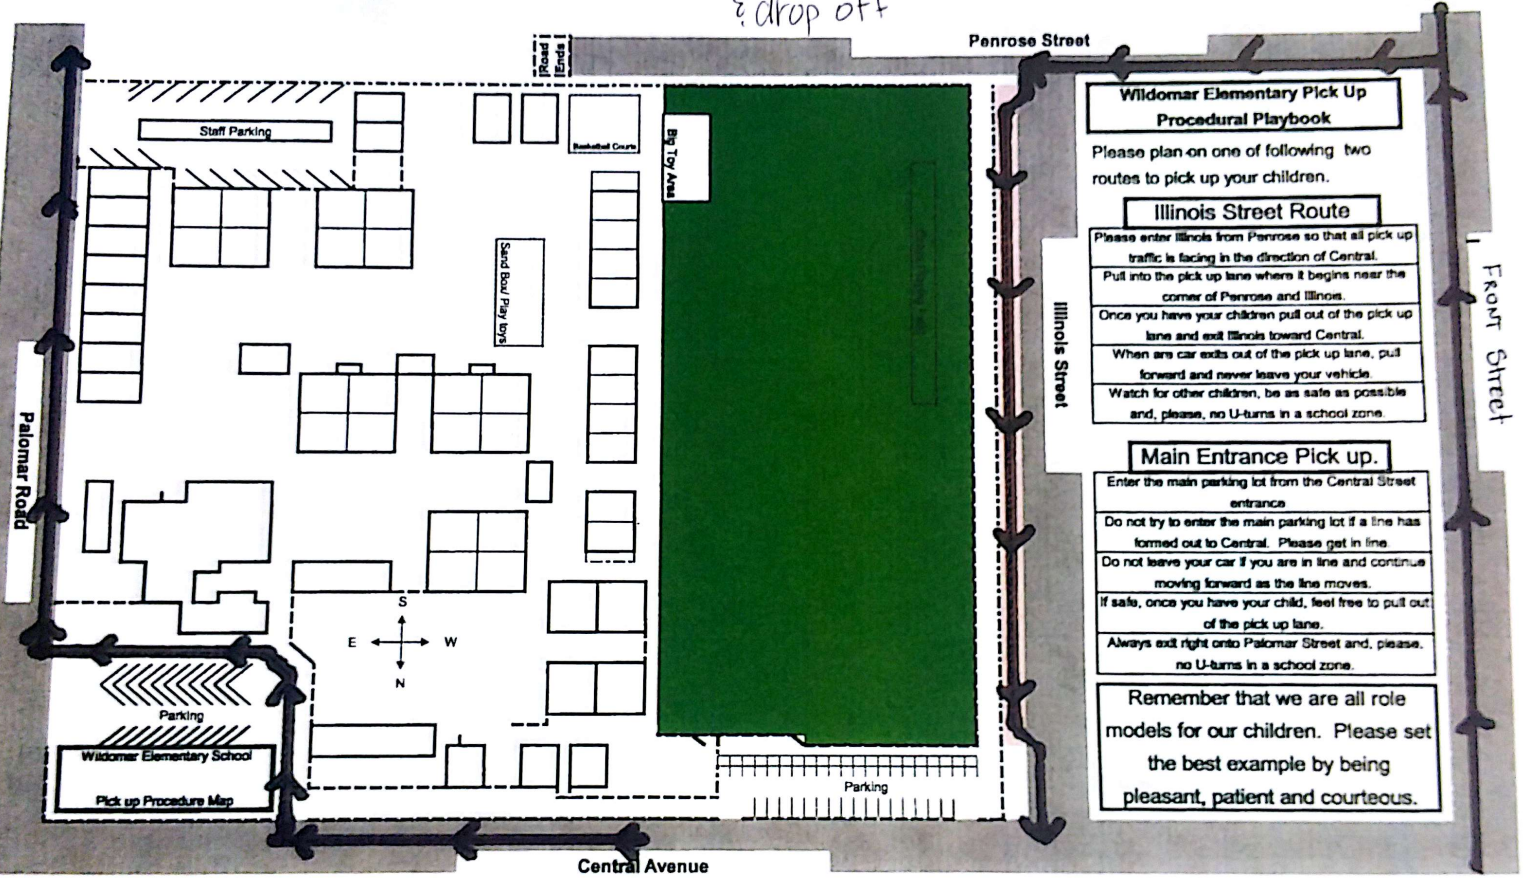 & drop off
Penrose Street
Road
Ends
Staff Parking
Basketball Courts
Big Toy Area
Sand Box/ Play toys
Palomar Road
Illinois Street
FRONT Street
S
E
W
N
Parking
Wildomar Elementary School
Pick up Procedure Map
Parking
Central Avenue
Wildomar Elementary Pick Up
Procedural Playbook
Please plan on one of following two
routes to pick up your children.
Illinois Street Route
Please enter Illinois from Penrose so that all pick up
traffic is facing in the direction of Central.
Pull into the pick up lane where it begins near the
corner of Penrose and Illinois.
Once you have your children pull out of the pick up
lane and exit Illinois toward Central.
When are car exits out of the pick up lane, pull
forward and never leave your vehicle.
Watch for other children, be as safe as possible
and, please, no U-turns in a school zone.
Main Entrance Pick up.
Enter the main parking lot from the Central Street
entrance
Do not try to enter the main parking lot if a line has
formed out to Central. Please get in line.
Do not leave your car if you are in line and continue
moving forward as the line moves.
If safe, once you have your child, feel free to pull out
of the pick up lane.
Always exit right onto Palomar Street and, please,
no U-turns in a school zone.
Remember that we are all role
models for our children. Please set
the best example by being
pleasant, patient and courteous.